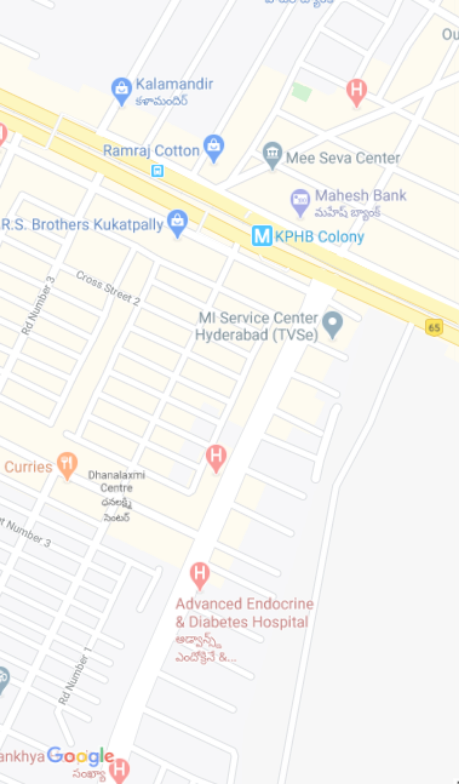 Ou
Kalamandir
కళామందిర్
H
Ramraj Cotton
Mee Seva Center
Mahesh Bank
మహేష్ బ్యాంక్
R.S. Brothers Kukatpally
M KPHB Colony
Cross Street 2
Rd Number 3
MI Service Center
Hyderabad (TVSe)
65
H
Curries
Dhanalaxmi
Centre
ధనలక్ష్మి
సెంటర్
t Number 3
H
Advanced Endocrine
& Diabetes Hospital
అడ్వాన్స్డ్
ఎండోక్రైన్ &...
Rd Number 1
ankhya Google
సంఖ్యా H